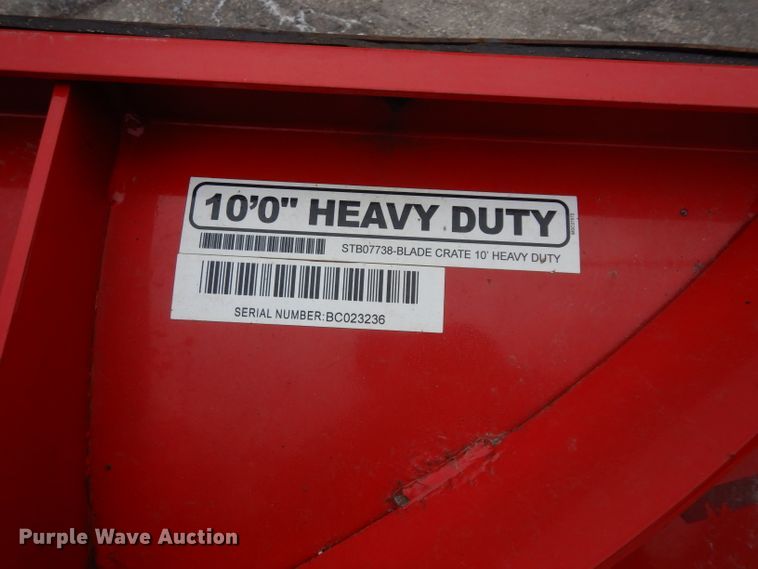 10'0" HEAVY DUTY
STB07738-BLADE CRATE 10' HEAVY DUTY
SERIAL NUMBER:BC023236
Purple Wave Auction